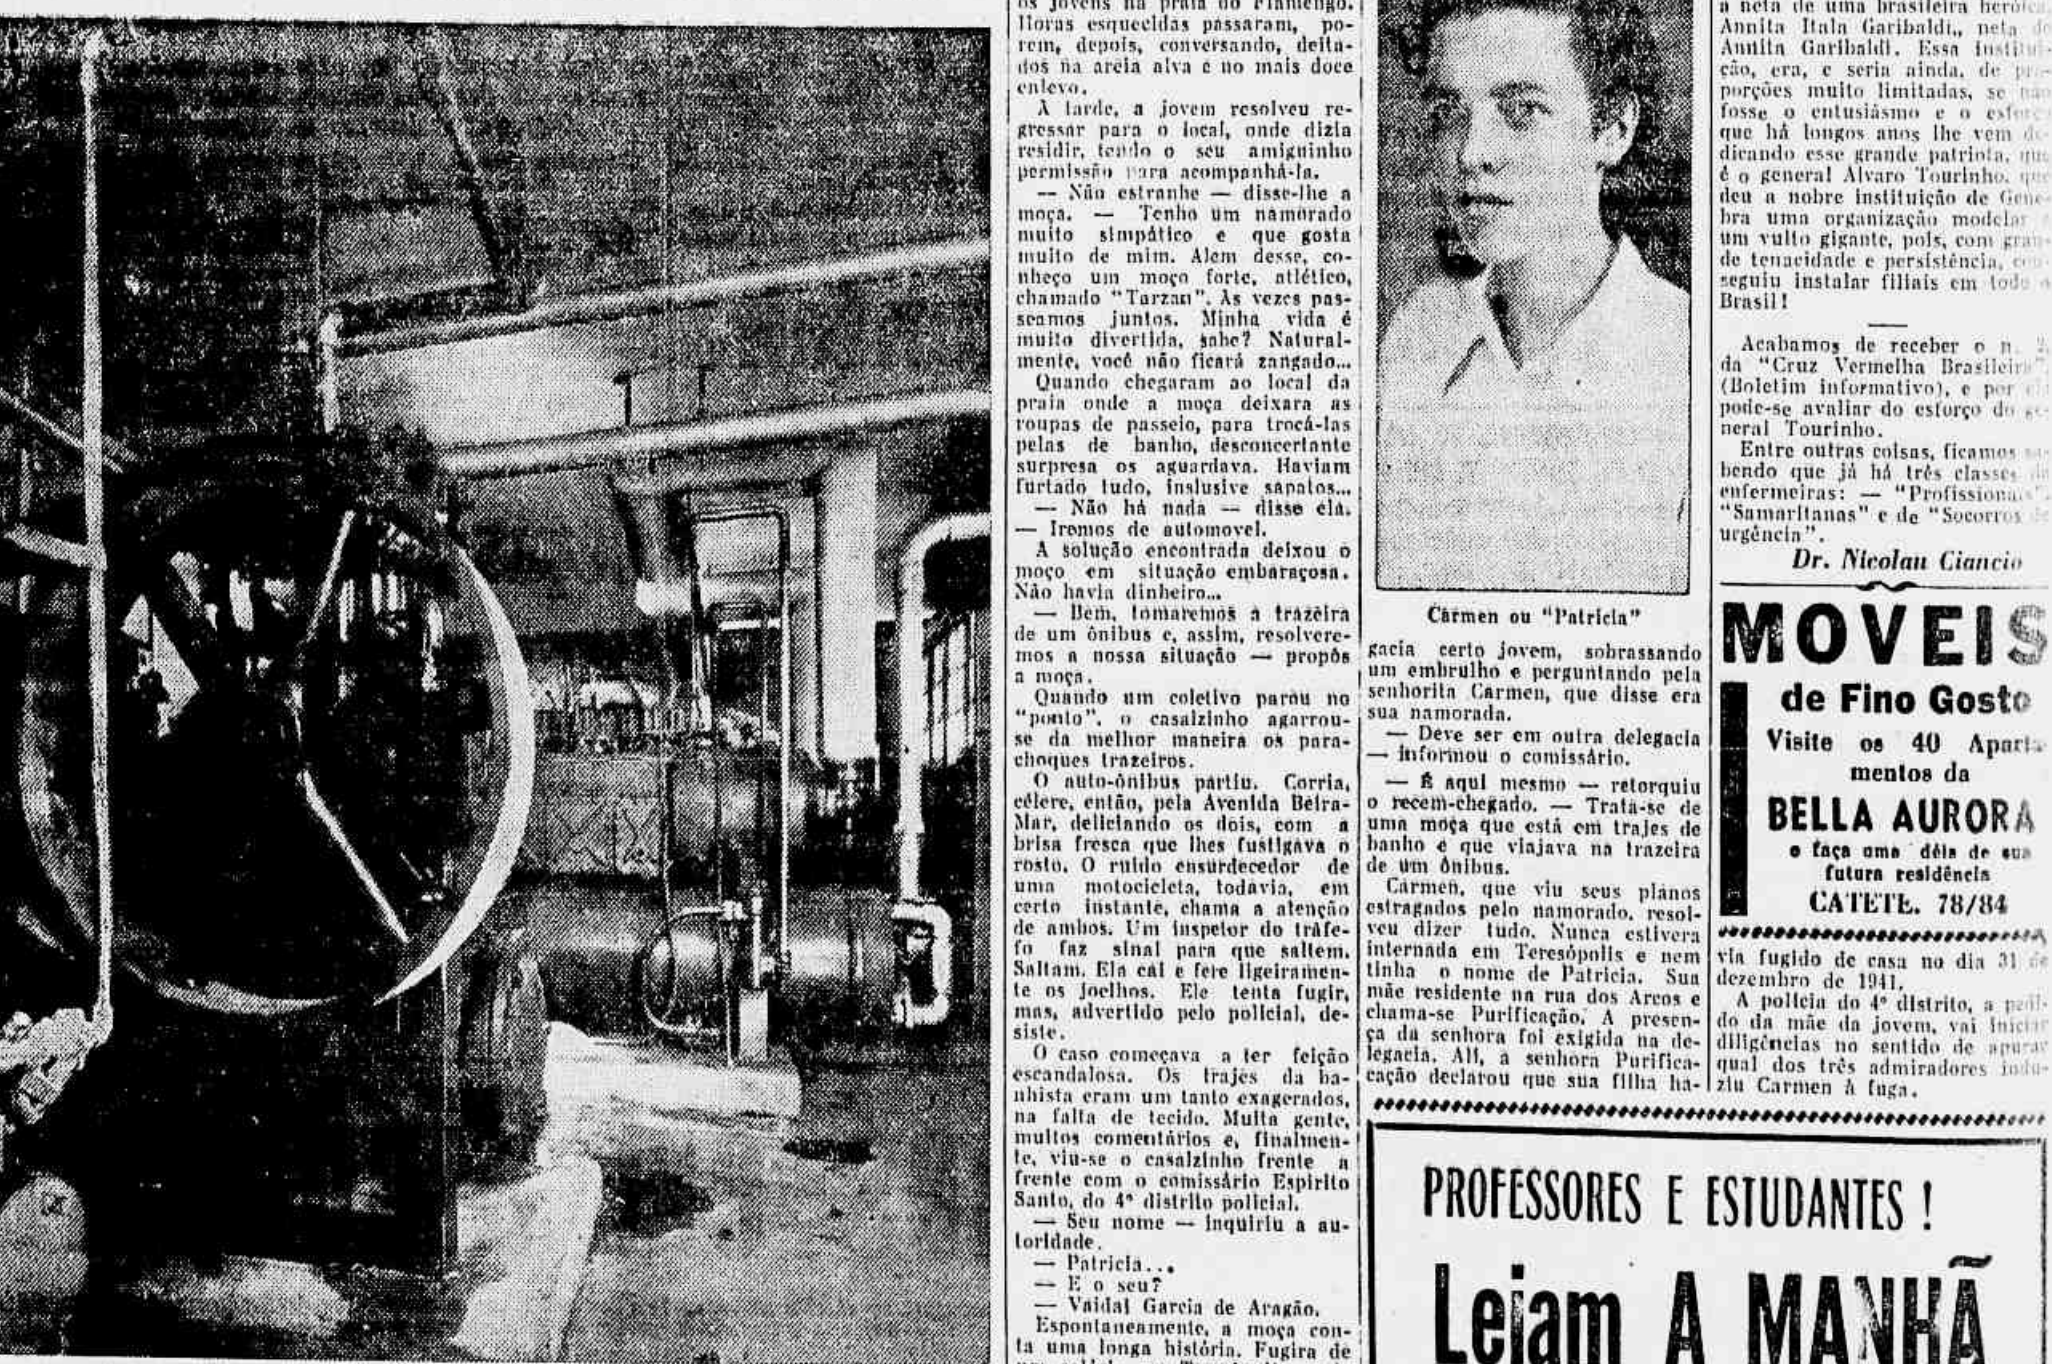 os jovens na praia do Flamengo.
Horas esquecidas passaram, po-
rem, depois, conversando, deita-
dos na areia alva e no mais doce
enlevo.
A tarde, a jovem resolveu re-
gressar para o local, onde dizia
residir, tendo o seu amiguinho
permissão para acompanhá-la.
— Não estranhe — disse-lhe a
moça. — Tenho um namorado
muito simpático e que gosta
muito de mim. Alem desse, co-
nheço um moço forte, atlético,
chamado "Tarzan". Às vezes pas-
seamos juntos. Minha vida é
muito divertida, sabe? Natural-
mente, você não ficará zangado...
Quando chegaram ao local da
praia onde a moça deixara as
roupas de passeio, para trocá-las
pelas de banho, desconcertante
surpresa os aguardava. Haviam
furtado tudo, inslusive sapatos...
— Não há nada — disse ela.
— Iremos de automovel.
A solução encontrada deixou o
moço em situação embaraçosa.
Não havia dinheiro...
— Bem, tomaremos a trazeira
de um ônibus e, assim, resolvere-
mos a nossa situação — propôs
a moça.
Quando um coletivo parou no
"ponto", o casalzinho agarrou-
se da melhor maneira os para-
choques trazeiros.
O auto-ônibus partiu. Corria,
célere, então, pela Avenida Beira-
Mar, deliciando os dois, com a
brisa fresca que lhes fustigava o
rosto. O ruido ensurdecedor de
uma motocicleta, todavia, em
certo instante, chama a atenção
de ambos. Um inspetor do tráfe-
fo faz sinal para que saltem.
Saltam. Ela cai e fere ligeiramen-
te os joelhos. Ele tenta fugir,
mas, advertido pelo policial, de-
siste.
O caso começava a ter feição
escandalosa. Os trajes da ba-
nhista eram um tanto exagerados,
na falta de tecido. Muita gente,
muitos comentários e, finalmen-
te, viu-se o casalzinho frente a
frente com o comissário Espirito
Santo, do 4º distrito policial.
— Seu nome — inquiriu a au-
toridade.
— Patricia...
— E o seu?
— Vaidal Garcia de Aragão.
Espontaneamente, a moça con-
ta uma longa história. Fugira de
Cármen ou "Patricia"
gacia certo jovem, sobrassando
um embrulho e perguntando pela
senhorita Carmen, que disse era
sua namorada.
— Deve ser em outra delegacia
— informou o comissário.
— É aqui mesmo — retorquiu
o recem-chegado. — Trata-se de
uma moça que está em trajes de
banho e que viajava na trazeira
de um ônibus.
Cármen, que viu seus planos
estragados pelo namorado, resol-
veu dizer tudo. Nunca estivera
internada em Teresópolis e nem
tinha o nome de Patricia. Sua
mãe residente na rua dos Arcos e
chama-se Purificação. A presen-
ça da senhora foi exigida na de-
legacia. Ali, a senhora Purifica-
cação declarou que sua filha ha-
a neta de uma brasileira heróica,
Annita Itala Garibaldi, neta de
Annita Garibaldi. Essa institui-
ção, era, e seria ainda, de pro-
porções muito limitadas, se não
fosse o entusiásmo e o esforço
que há longos anos lhe vem de-
dicando esse grande patriota, que
é o general Alvaro Tourinho, que
deu a nobre instituição de Gene-
bra uma organização modelar e
um vulto gigante, pois, com gran-
de tenacidade e persistência, con-
seguiu instalar filiais em todo o
Brasil!
Acabamos de receber o n. 2,
da "Cruz Vermelha Brasileira"
(Boletim informativo), e por ele
pode-se avaliar do esforço do ge-
neral Tourinho.
Entre outras coisas, ficamos sa-
bendo que já há três classes de
enfermeiras: — "Profissionais",
"Samaritanas" e de "Socorros de
urgência".
Dr. Nicolau Ciancio
MOVEIS
de Fino Gosto
Visite os 40 Aparta-
mentos da
BELLA AURORA
e faça uma déia de sua
futura residência
CATETE, 78/84
via fugido de casa no dia 31 de
dezembro de 1941.
A policia do 4º distrito, a pedi-
do da mãe da jovem, vai iniciar
diligências no sentido de apurar
qual dos três admiradores indu-
ziu Carmen à fuga.
PROFESSORES E ESTUDANTES!
Leiam A MANHÃ